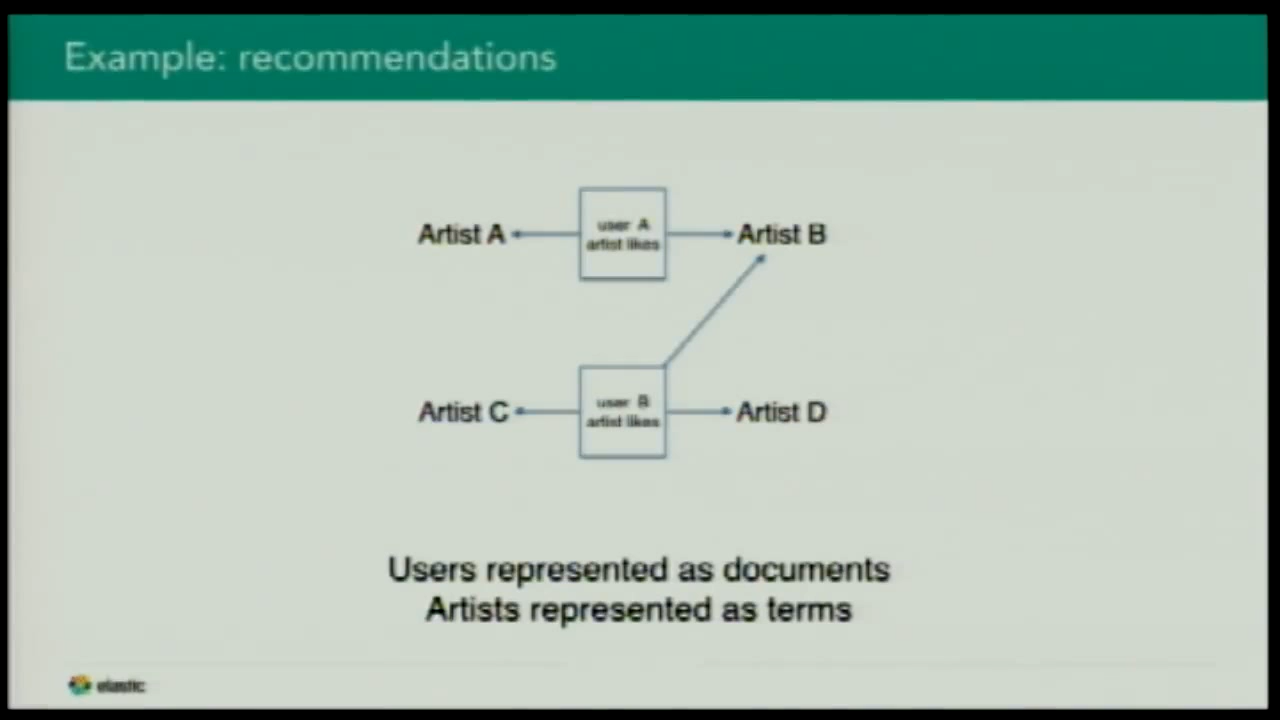 Example: recommendations
Artist A
user A
artist likes
Artist B
Artist C
user B
artist likes
Artist D
Users represented as documents
Artists represented as terms
elastic